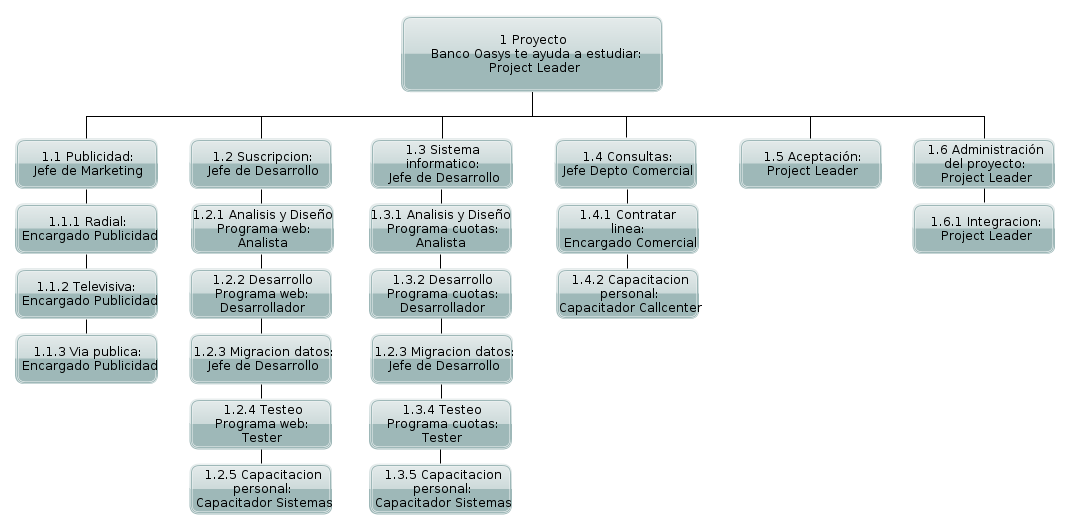 1 Proyecto
Banco Oasys te ayuda a estudiar:
Project Leader
1.1 Publicidad:
Jefe de Marketing
1.1.1 Radial:
Encargado Publicidad
1.1.2 Televisiva:
Encargado Publicidad
1.1.3 Via publica:
Encargado Publicidad
1.2 Suscripcion:
Jefe de Desarrollo
1.2.1 Analisis y Diseño
Programa web:
Analista
1.2.2 Desarrollo
Programa web:
Desarrollador
1.2.3 Migracion datos:
Jefe de Desarrollo
1.2.4 Testeo
Programa web:
Tester
1.2.5 Capacitacion
personal:
Capacitador Sistemas
1.3 Sistema
informatico:
Jefe de Desarrollo
1.3.1 Analisis y Diseño
Programa cuotas:
Analista
1.3.2 Desarrollo
Programa cuotas:
Desarrollador
1.2.3 Migracion datos:
Jefe de Desarrollo
1.3.4 Testeo
Programa cuotas:
Tester
1.3.5 Capacitacion
personal:
Capacitador Sistemas
1.4 Consultas:
Jefe Depto Comercial
1.4.1 Contratar
linea:
Encargado Comercial
1.4.2 Capacitacion
personal:
Capacitador Callcenter
1.5 Aceptación:
Project Leader
1.6 Administración
del proyecto:
Project Leader
1.6.1 Integracion:
Project Leader